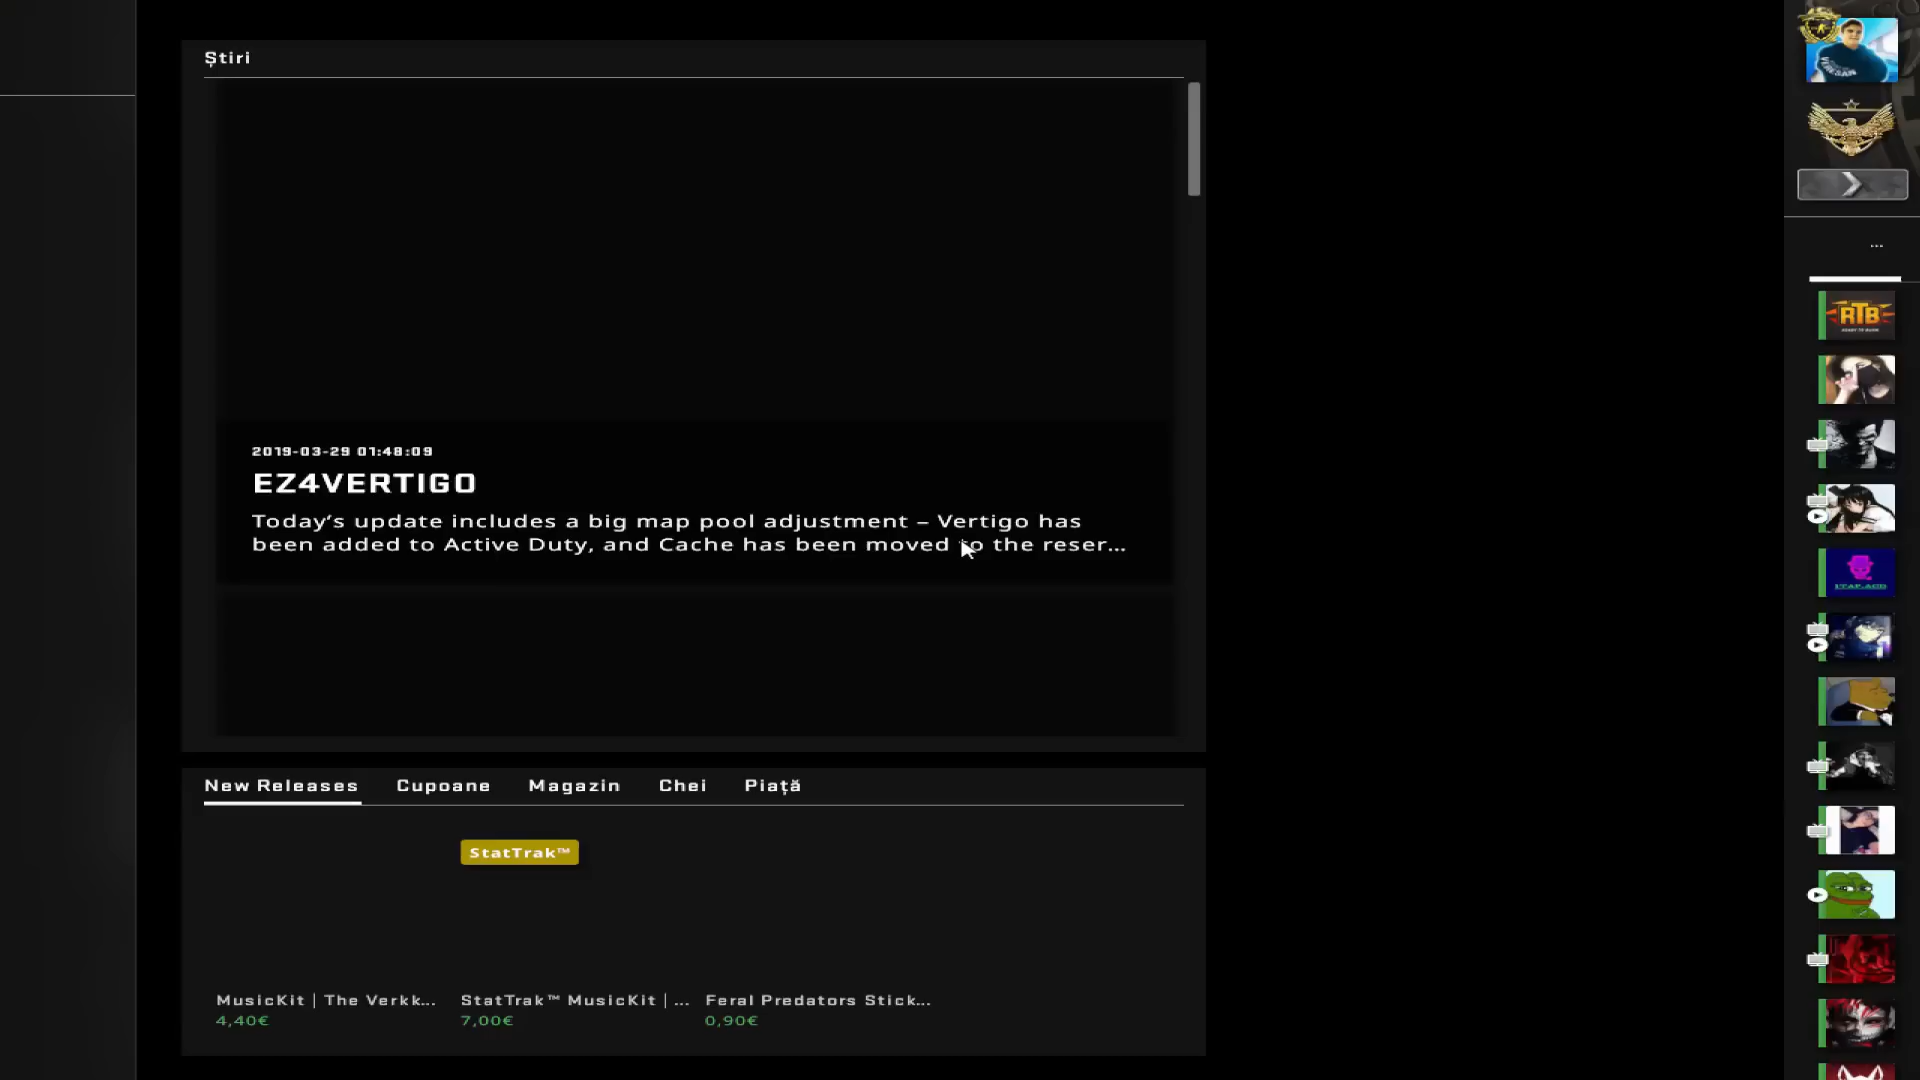 Știri
2019-03-29 01:48:09
EZ4VERTIGO
Today’s update includes a big map pool adjustment – Vertigo has
been added to Active Duty, and Cache has been moved to the reser...
...
RTB
New Releases Cupoane Magazin Chei Piață
StatTrak™
MusicKit | The Verkk... StatTrak™ MusicKit | ... Feral Predators Stick...
4,40€ 7,00€ 0,90€